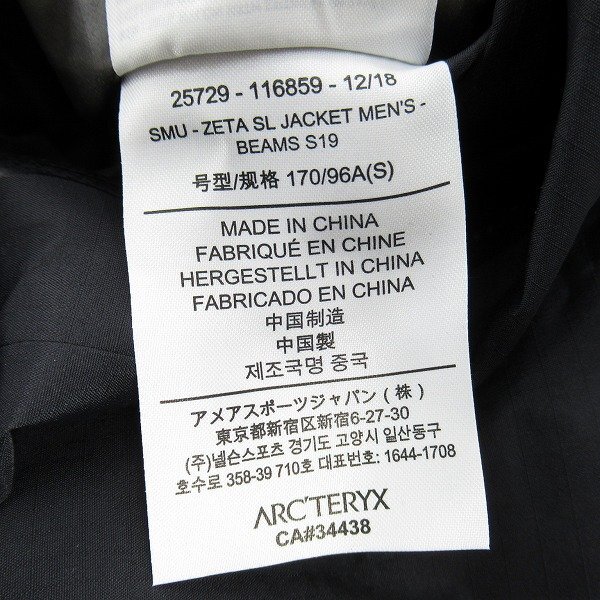 25729 - 116859 - 12/18
SMU - ZETA SL JACKET MEN'S -
BEAMS S19
号型/规格 170/96A(S)
MADE IN CHINA
FABRIQUÉ EN CHINE
HERGESTELLT IN CHINA
FABRICADO EN CHINA
中国制造
中国製
제조국명 중국
アメアスポーツジャパン（株）
東京都新宿区新宿6-27-30
(주)넬슨스포츠 경기도 고양시 일산동구
호수로 358-39 710호 대표번호: 1644-1708
ARC'TERYX
CA#34438